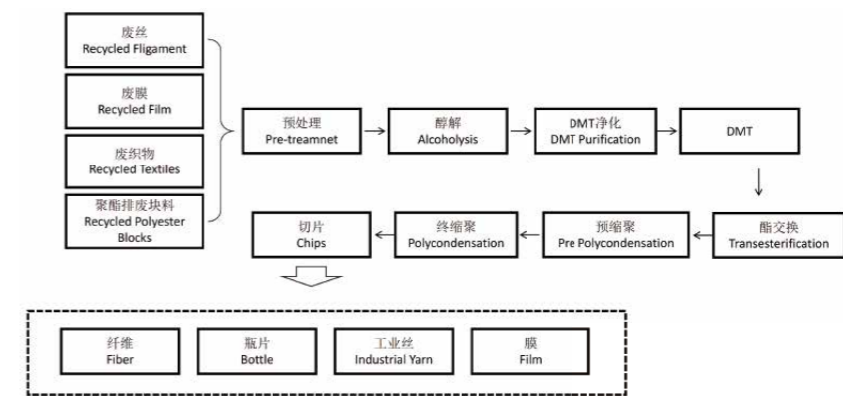 废丝
Recycled Fligament
废膜
Recycled Film
废织物
Recycled Textiles
聚酯排废块料
Recycled Polyester
Blocks
预处理
Pre-treamnet
醇解
Alcoholysis
DMT净化
DMT Purification
DMT
酯交换
Transesterification
预缩聚
Pre Polycondensation
终缩聚
Polycondensation
切片
Chips
纤维
Fiber
瓶片
Bottle
工业丝
Industrial Yarn
膜
Film